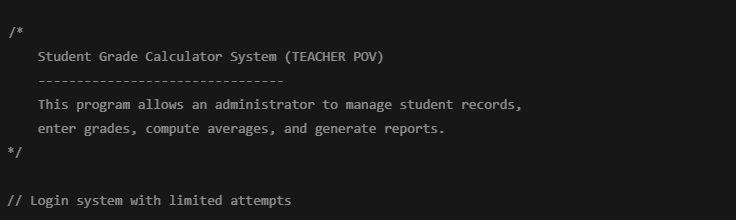 /*
Student Grade Calculator System (TEACHER POV)
--------------------------------
This program allows an administrator to manage student records,
enter grades, compute averages, and generate reports.
*/
// Login system with limited attempts